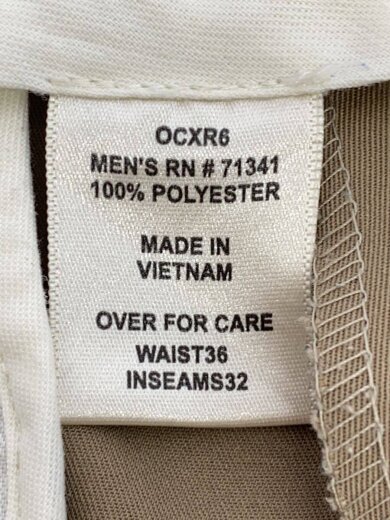 OCXR6
MEN'S RN # 71341
100% POLYESTER
MADE IN
VIETNAM
OVER FOR CARE
WAIST36
INSEAMS32